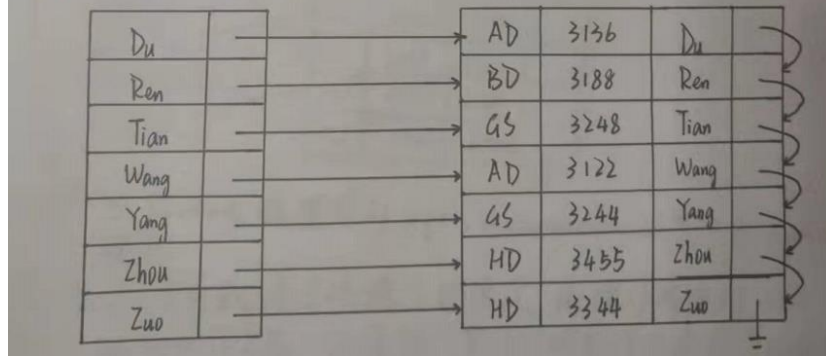 Du AD 3136 Du
Ren BD 3188 Ren
Tian GS 3248 Tian
Wang AD 3122 Wang
Yang GS 3244 Yang
Zhou HD 3455 Zhou
Zuo HD 3344 Zuo